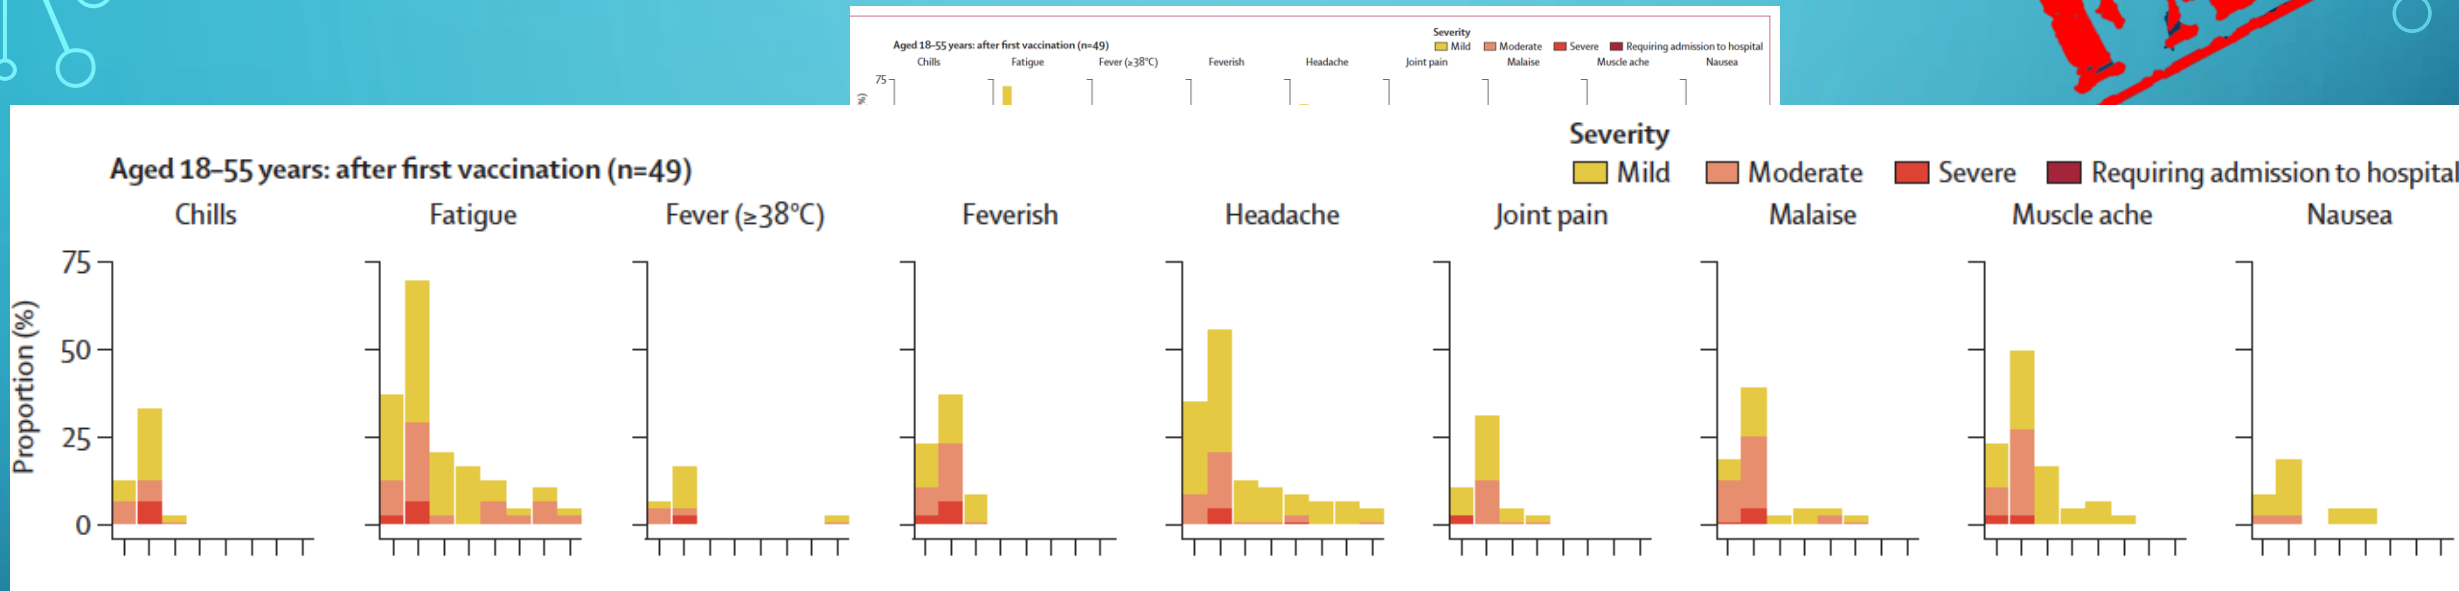 Severity
Aged 18–55 years: after first vaccination (n=49)
Mild Moderate Severe Requiring admission to hospital
Chills Fatigue Fever (≥38°C) Feverish Headache Joint pain Malaise Muscle ache Nausea
75
%)
Severity
Aged 18–55 years: after first vaccination (n=49)
Mild Moderate Severe Requiring admission to hospital
Chills Fatigue Fever (≥38°C) Feverish Headache Joint pain Malaise Muscle ache Nausea
Proportion (%)
75
50
25
0